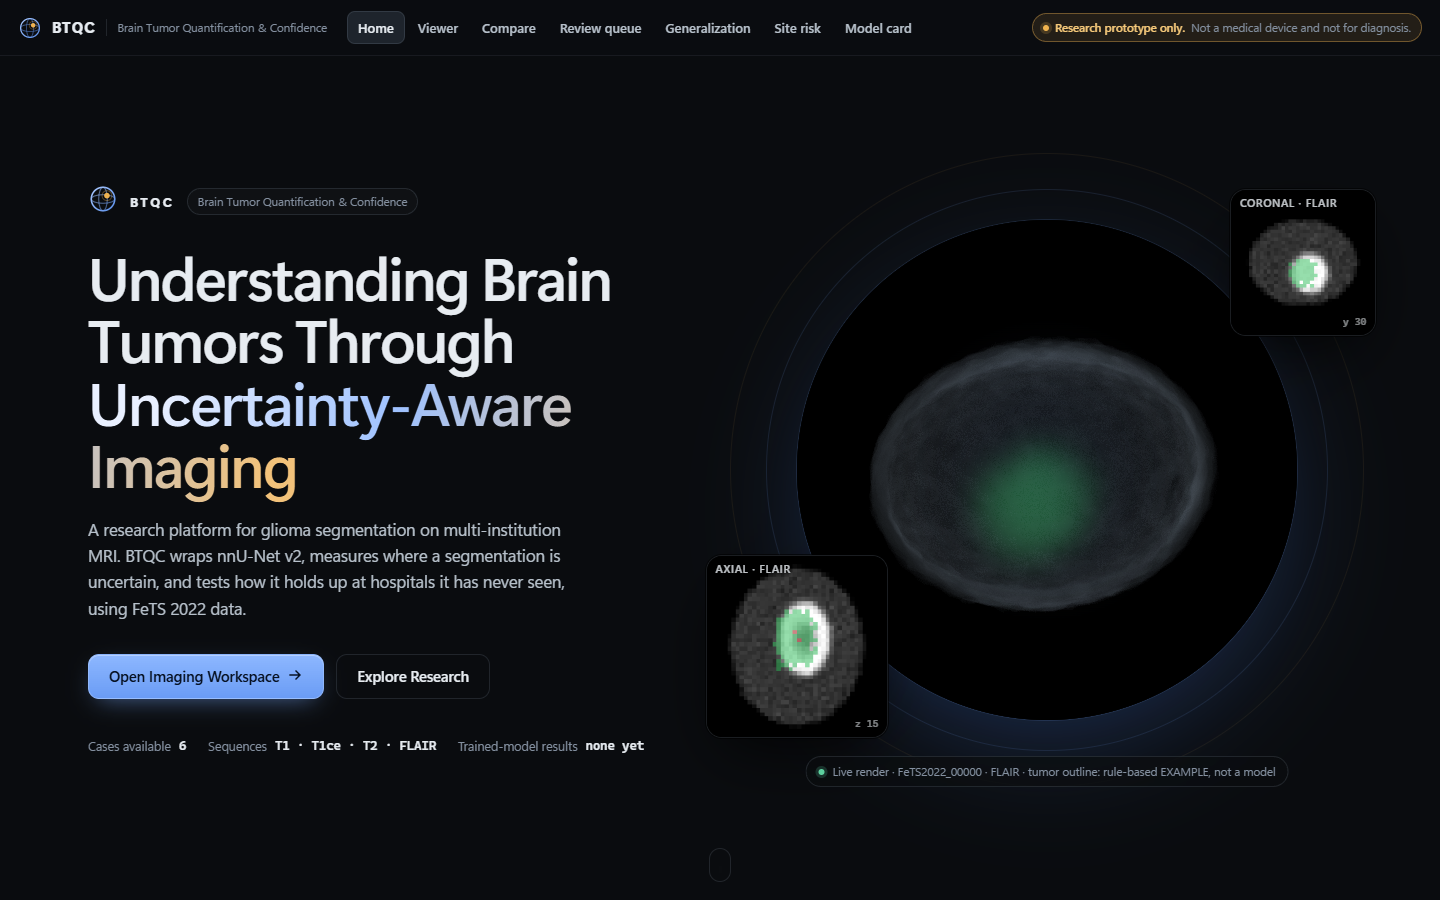 BTQC Brain Tumor Quantification & Confidence Home Viewer Compare Review queue Generalization Site risk Model card Research prototype only. Not a medical device and not for diagnosis.
BTQC Brain Tumor Quantification & Confidence
Understanding Brain
Tumors Through
Uncertainty-Aware
Imaging
A research platform for glioma segmentation on multi-institution
MRI. BTQC wraps nnU-Net v2, measures where a segmentation is
uncertain, and tests how it holds up at hospitals it has never seen,
using FeTS 2022 data.
Open Imaging Workspace → Explore Research
Cases available 6 Sequences T1 · T1ce · T2 · FLAIR Trained-model results none yet
CORONAL · FLAIR
y 30
AXIAL · FLAIR
z 15
Live render · FeTS2022_00000 · FLAIR · tumor outline: rule-based EXAMPLE, not a model